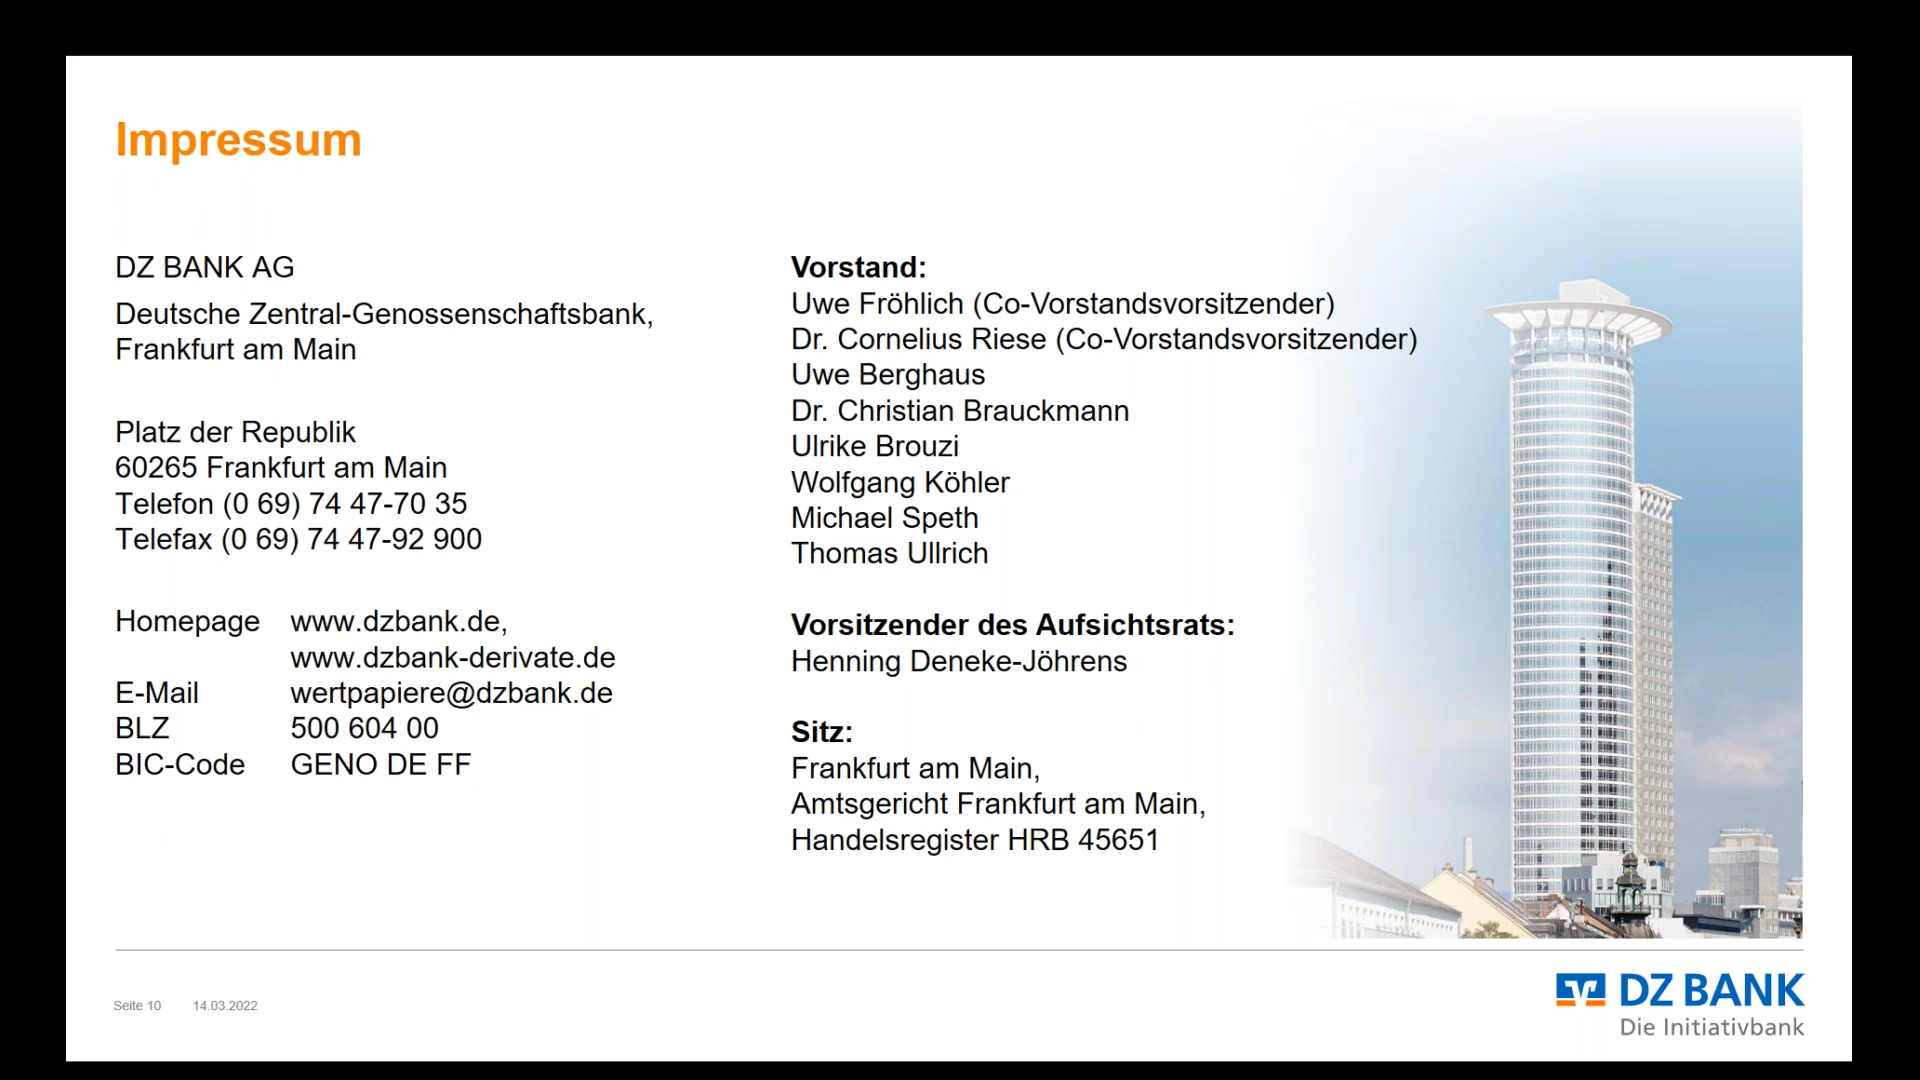 Impressum
DZ BANK AG
Deutsche Zentral-Genossenschaftsbank,
Frankfurt am Main
Platz der Republik
60265 Frankfurt am Main
Telefon (0 69) 74 47-70 35
Telefax (0 69) 74 47-92 900
Homepage www.dzbank.de,
www.dzbank-derivate.de
E-Mail wertpapiere@dzbank.de
BLZ 500 604 00
BIC-Code GENO DE FF
Vorstand:
Uwe Fröhlich (Co-Vorstandsvorsitzender)
Dr. Cornelius Riese (Co-Vorstandsvorsitzender)
Uwe Berghaus
Dr. Christian Brauckmann
Ulrike Brouzi
Wolfgang Köhler
Michael Speth
Thomas Ullrich
Vorsitzender des Aufsichtsrats:
Henning Deneke-Jöhrens
Sitz:
Frankfurt am Main,
Amtsgericht Frankfurt am Main,
Handelsregister HRB 45651
Seite 10 14.03.2022
DZ BANK
Die Initiativbank